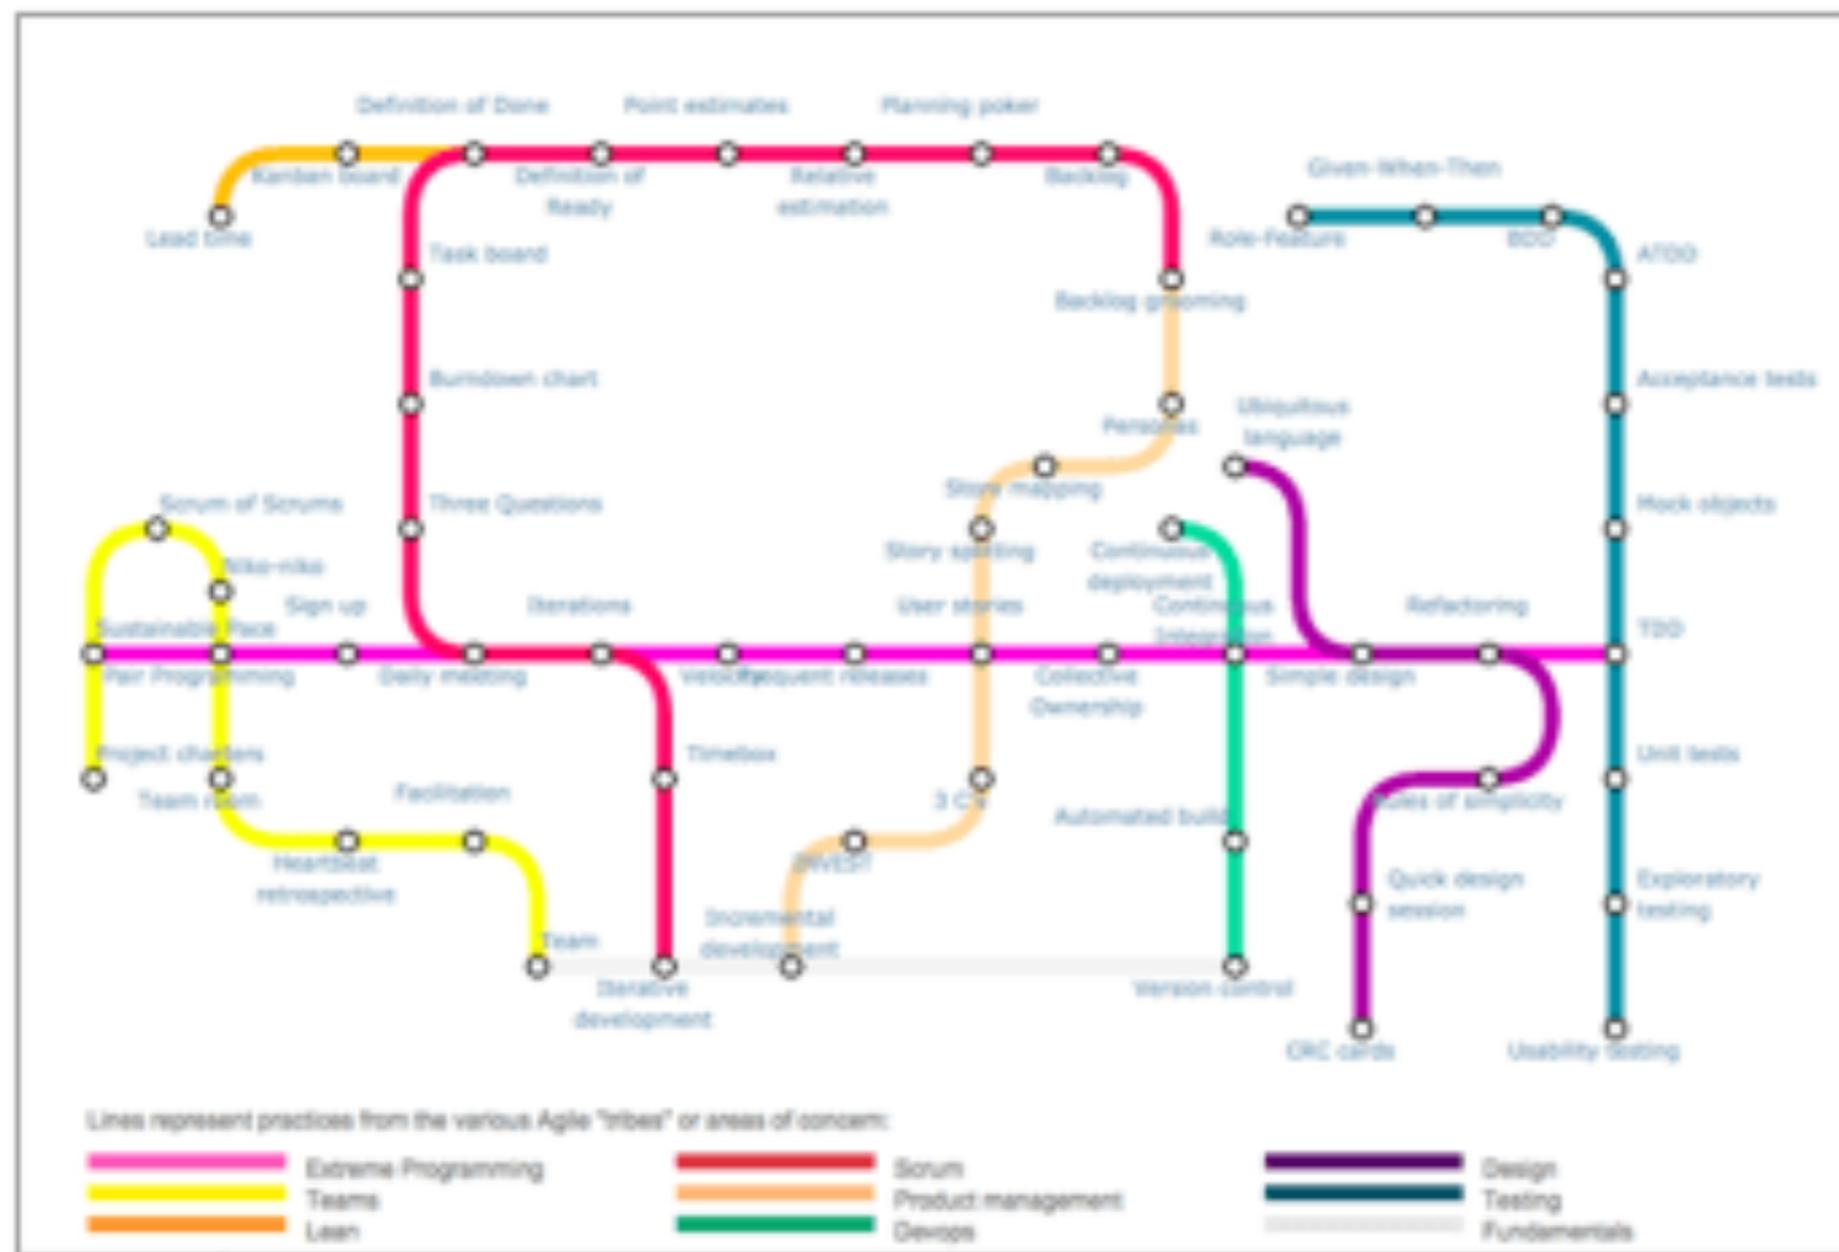 Definition of Done
Point estimates
Planning poker
Kanban board
Definition of
Ready
Relative
estimation
Backlog
Given-When-Then
Lead time
Role-Feature
BDD
Task board
ATDD
Backlog grooming
Burndown chart
Acceptance tests
Personas
Ubiquitous
language
Story mapping
Scrum of Scrums
Three Questions
Mock objects
Story splitting
Continuous
deployment
Niko-niko
Sign up
Iterations
User stories
Continuous
Integration
Refactoring
Sustainable Pace
TDD
Pair Programming
Daily meeting
Velocity
Frequent releases
Collective
Ownership
Simple design
Project charters
Timebox
Unit tests
Team room
Facilitation
3 C's
Rules of simplicity
Automated build
Heartbeat
retrospective
INVEST
Quick design
session
Exploratory
testing
Team
Incremental
development
Iterative
development
Version control
CRC cards
Usability testing
Lines represent practices from the various Agile "tribes" or areas of concern:
Extreme Programming
Scrum
Design
Teams
Product management
Testing
Lean
Devops
Fundamentals